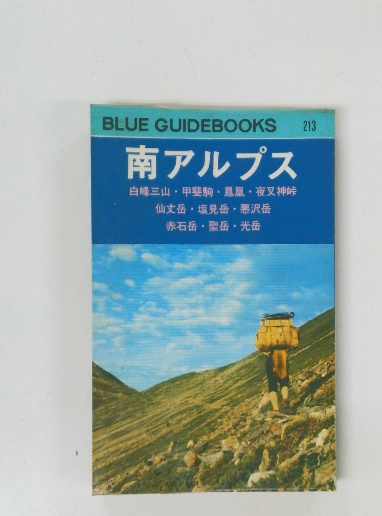 BLUE GUIDEBOOKS 213
南アルプス
白峰三山・甲斐駒・鳳凰・夜叉神峠
仙丈岳・塩見岳・悪沢岳
赤石岳・聖岳・光岳